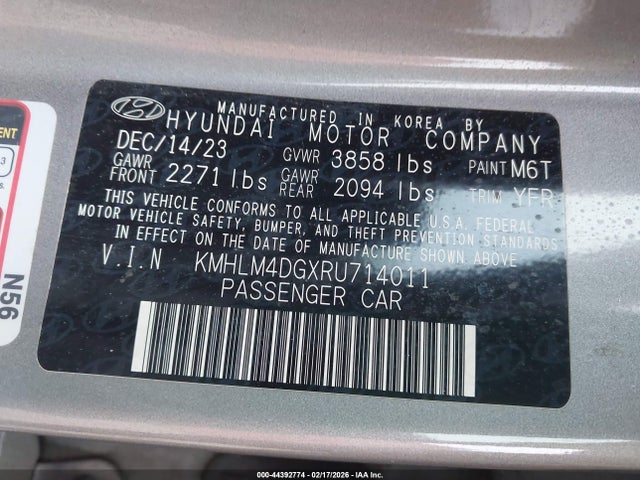 MANUFACTURED IN KOREA BY
HYUNDAI MOTOR COMPANY
DEC/14/23 GVWR 3858 lbs PAINT M6T
GAWR FRONT 2271 lbs GAWR REAR 2094 lbs TRIM YFR
THIS VEHICLE CONFORMS TO ALL APPLICABLE U.S.A. FEDERAL
MOTOR VEHICLE SAFETY, BUMPER, AND THEFT PREVENTION STANDARDS
IN EFFECT ON THE DATE OF MANUFACTURE SHOWN ABOVE.
V.I.N KMHLM4DGXRU714011
PASSENGER CAR
ENT
3
s.
N56
000-44392774 - 02/17/2026 - IAA Inc.